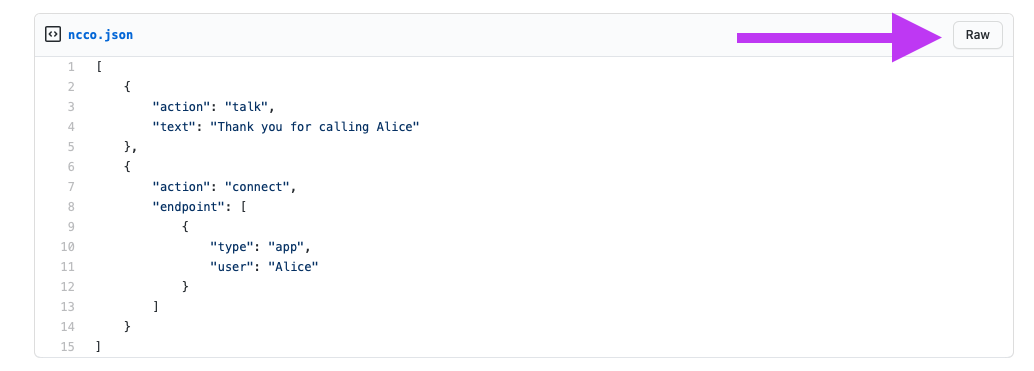 ncco.json
Raw
1 [
2     {
3         "action": "talk",
4         "text": "Thank you for calling Alice"
5     },
6     {
7         "action": "connect",
8         "endpoint": [
9             {
10                 "type": "app",
11                 "user": "Alice"
12             }
13         ]
14     }
15 ]